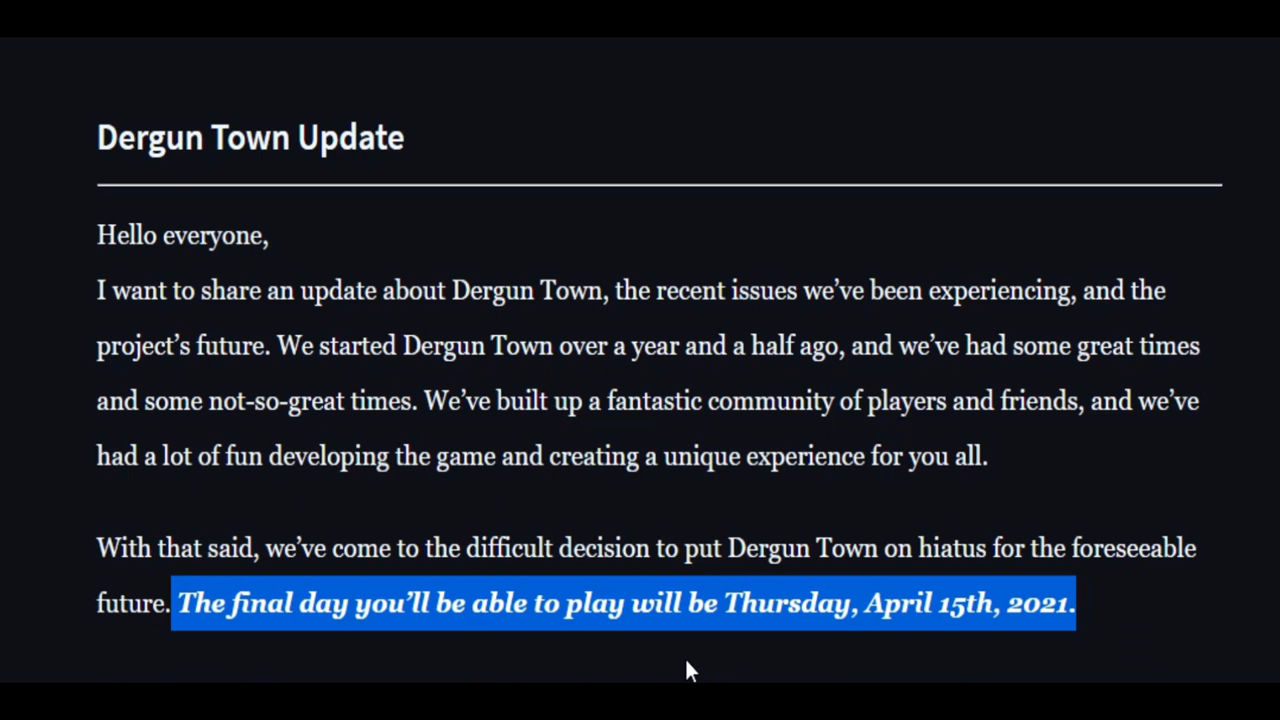 Dergun Town Update
Hello everyone,
I want to share an update about Dergun Town, the recent issues we’ve been experiencing, and the
project’s future. We started Dergun Town over a year and a half ago, and we’ve had some great times
and some not-so-great times. We’ve built up a fantastic community of players and friends, and we’ve
had a lot of fun developing the game and creating a unique experience for you all.
With that said, we’ve come to the difficult decision to put Dergun Town on hiatus for the foreseeable
future. The final day you’ll be able to play will be Thursday, April 15th, 2021.